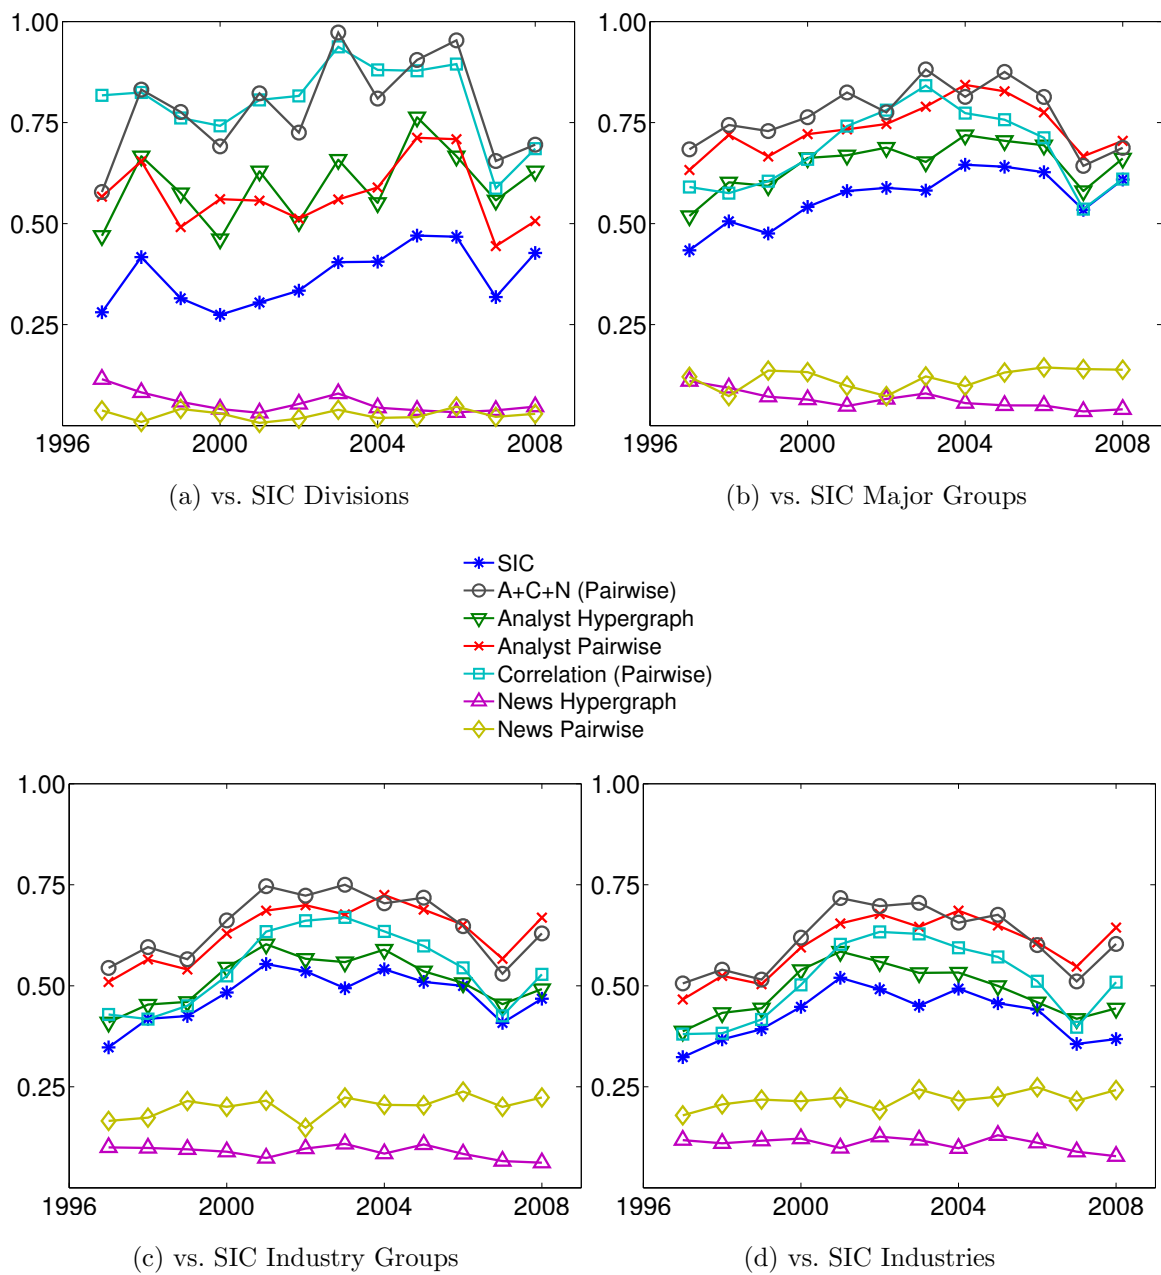 1.00
0.75
0.50
0.25
1996 2000 2004 2008
(a) vs. SIC Divisions
1.00
0.75
0.50
0.25
1996 2000 2004 2008
(b) vs. SIC Major Groups
SIC
A+C+N (Pairwise)
Analyst Hypergraph
Analyst Pairwise
Correlation (Pairwise)
News Hypergraph
News Pairwise
1.00
0.75
0.50
0.25
1996 2000 2004 2008
(c) vs. SIC Industry Groups
1.00
0.75
0.50
0.25
1996 2000 2004 2008
(d) vs. SIC Industries